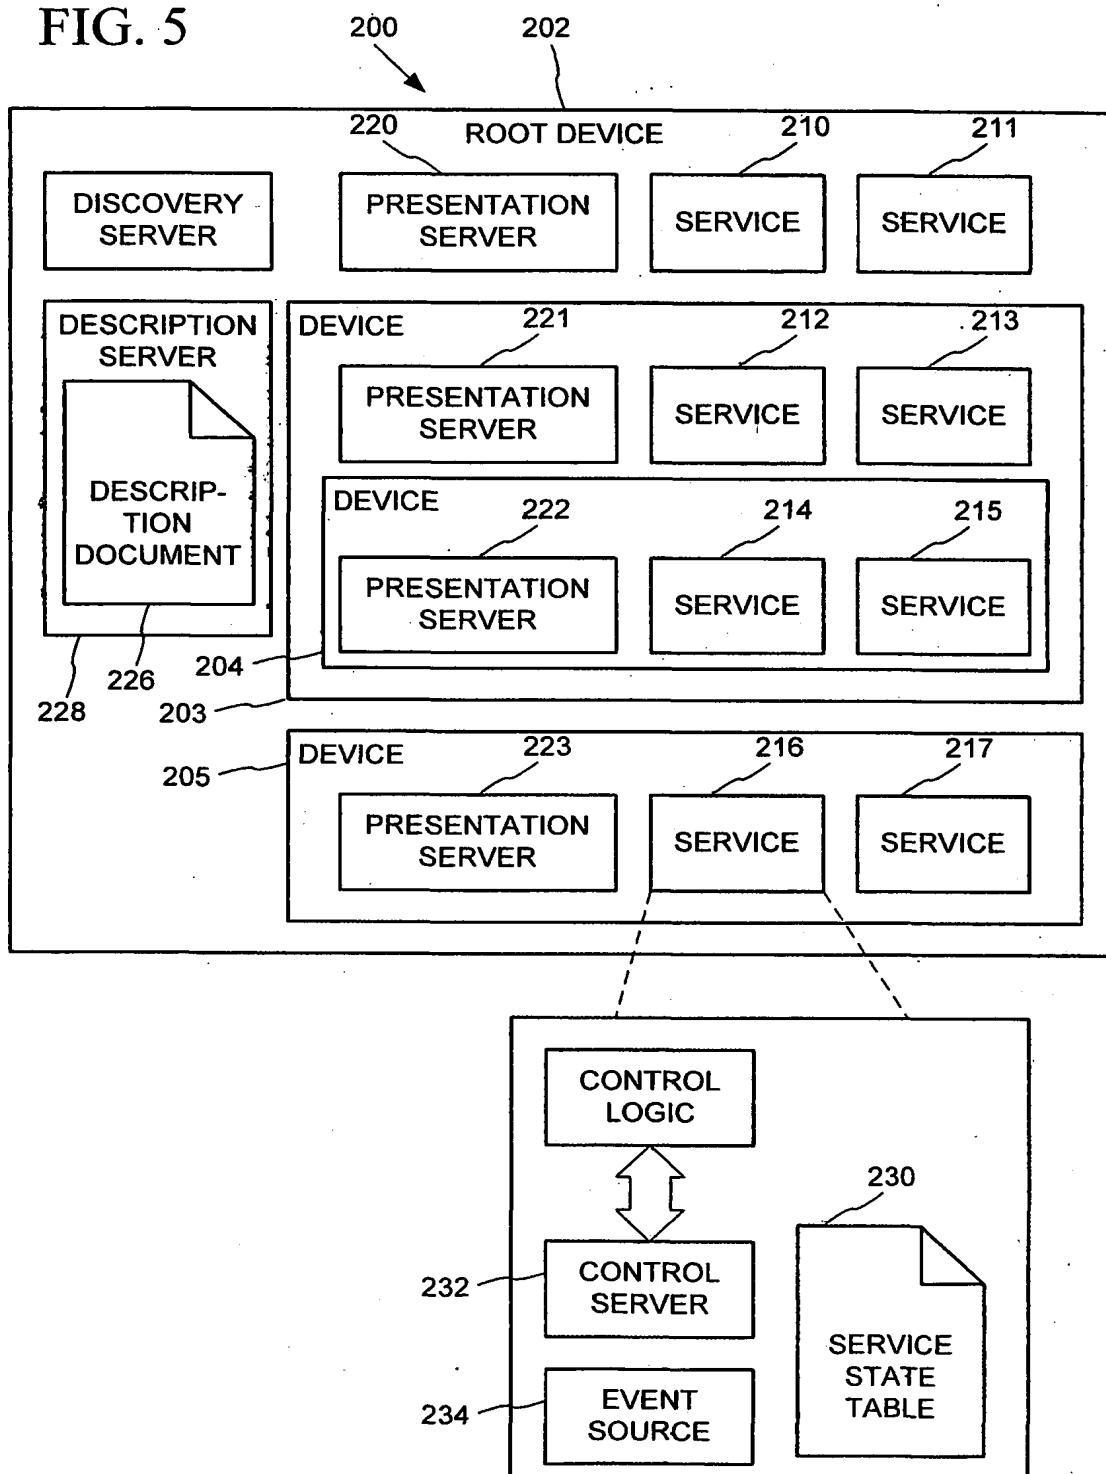 FIG. 5
200
202
ROOT DEVICE
220
210
211
DISCOVERY
SERVER
PRESENTATION
SERVER
SERVICE
SERVICE
DESCRIPTION
SERVER
DESCRIP-
TION
DOCUMENT
226
228
DEVICE
221
212
213
PRESENTATION
SERVER
SERVICE
SERVICE
DEVICE
222
214
215
PRESENTATION
SERVER
SERVICE
SERVICE
204
203
DEVICE
205
223
216
217
PRESENTATION
SERVER
SERVICE
SERVICE
CONTROL
LOGIC
230
232
CONTROL
SERVER
SERVICE
STATE
TABLE
234
EVENT
SOURCE